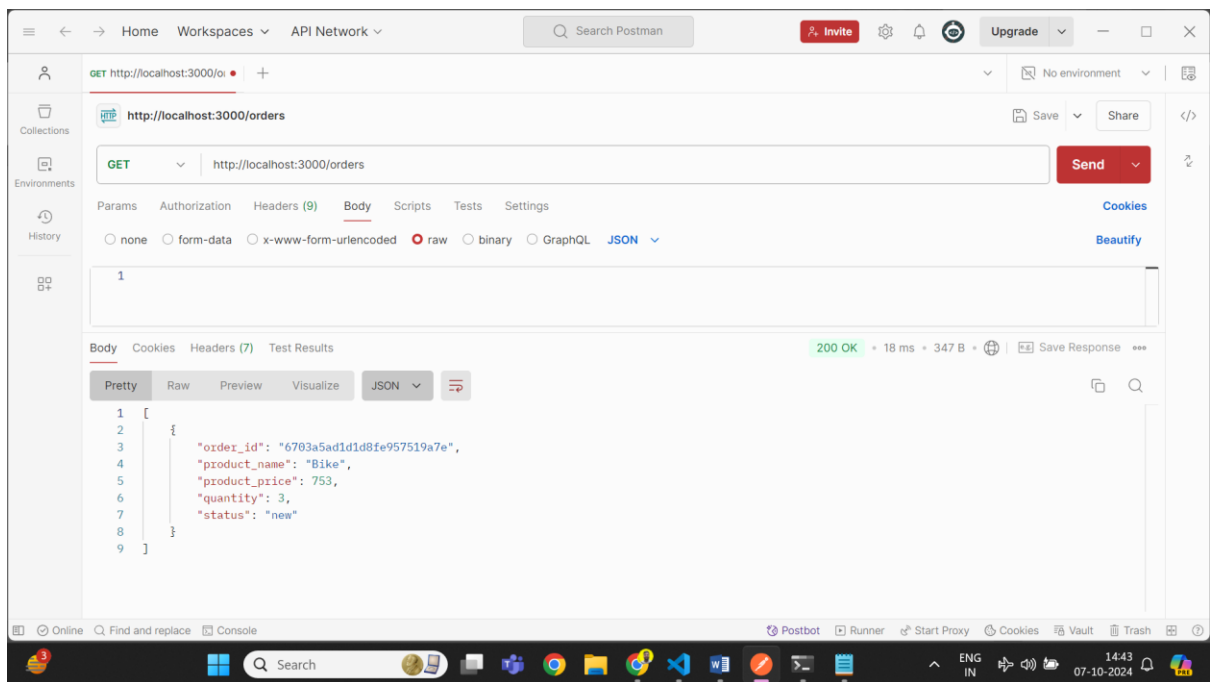 Home Workspaces API Network Search Postman Invite Upgrade
GET http://localhost:3000/or No environment
HTTP http://localhost:3000/orders Save Share
Collections
GET http://localhost:3000/orders Send
Environments
Params Authorization Headers (9) Body Scripts Tests Settings Cookies
History
none form-data x-www-form-urlencoded raw binary GraphQL JSON Beautify
1
Body Cookies Headers (7) Test Results 200 OK 18 ms 347 B Save Response
Pretty Raw Preview Visualize JSON
1 [
2 {
3 "order_id": "6703a5ad1d1d8fe957519a7e",
4 "product_name": "Bike",
5 "product_price": 753,
6 "quantity": 3,
7 "status": "new"
8 }
9 ]
Online Find and replace Console Postbot Runner Start Proxy Cookies Vault Trash
3 Search ENG 14:43
IN 07-10-2024 PRE